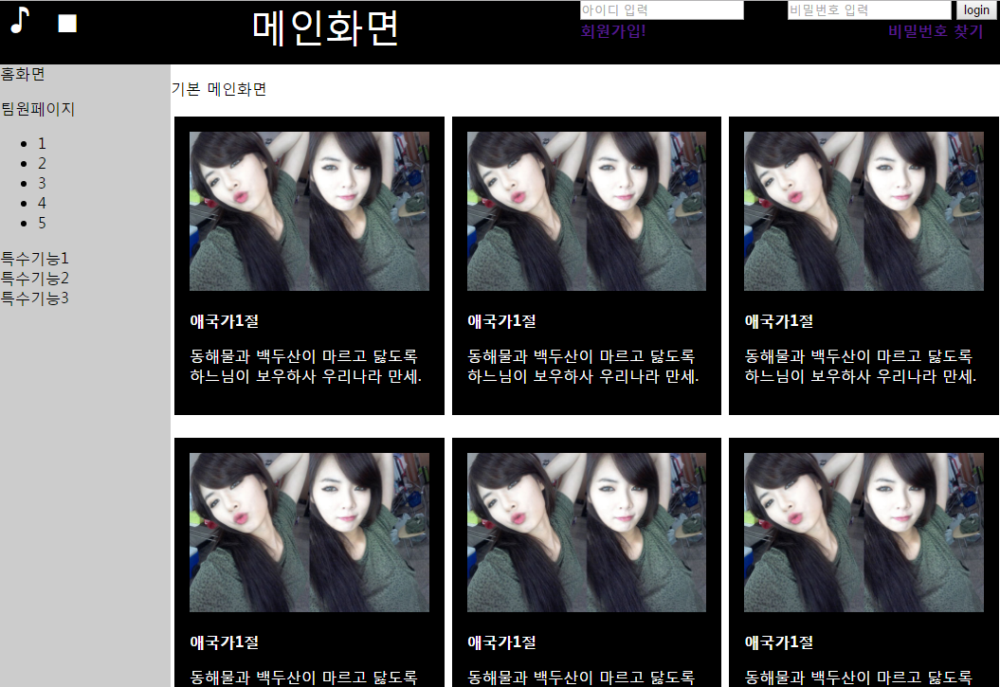 ♪ ■ 메인화면 아이디 입력 비밀번호 입력 login
회원가입! 비밀번호 찾기
홈화면
팀원페이지
• 1
• 2
• 3
• 4
• 5
특수기능1
특수기능2
특수기능3
기본 메인화면
애국가1절
동해물과 백두산이 마르고 닳도록
하느님이 보우하사 우리나라 만세.
애국가1절
동해물과 백두산이 마르고 닳도록
하느님이 보우하사 우리나라 만세.
애국가1절
동해물과 백두산이 마르고 닳도록
하느님이 보우하사 우리나라 만세.
애국가1절
동해물과 백두산이 마르고 닳도록
애국가1절
동해물과 백두산이 마르고 닳도록
애국가1절
동해물과 백두산이 마르고 닳도록